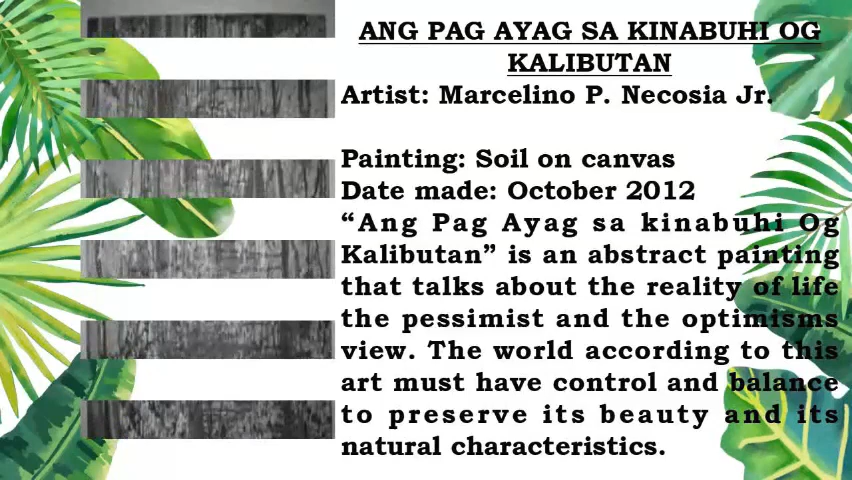 ANG PAG AYAG SA KINABUHI OG
KALIBUTAN
Artist: Marcelino P. Necosia Jr.
Painting: Soil on canvas
Date made: October 2012
“Ang Pag Ayag sa kinabuhi Og
Kalibutan” is an abstract painting
that talks about the reality of life
the pessimist and the optimisms
view. The world according to this
art must have control and balance
to preserve its beauty and its
natural characteristics.